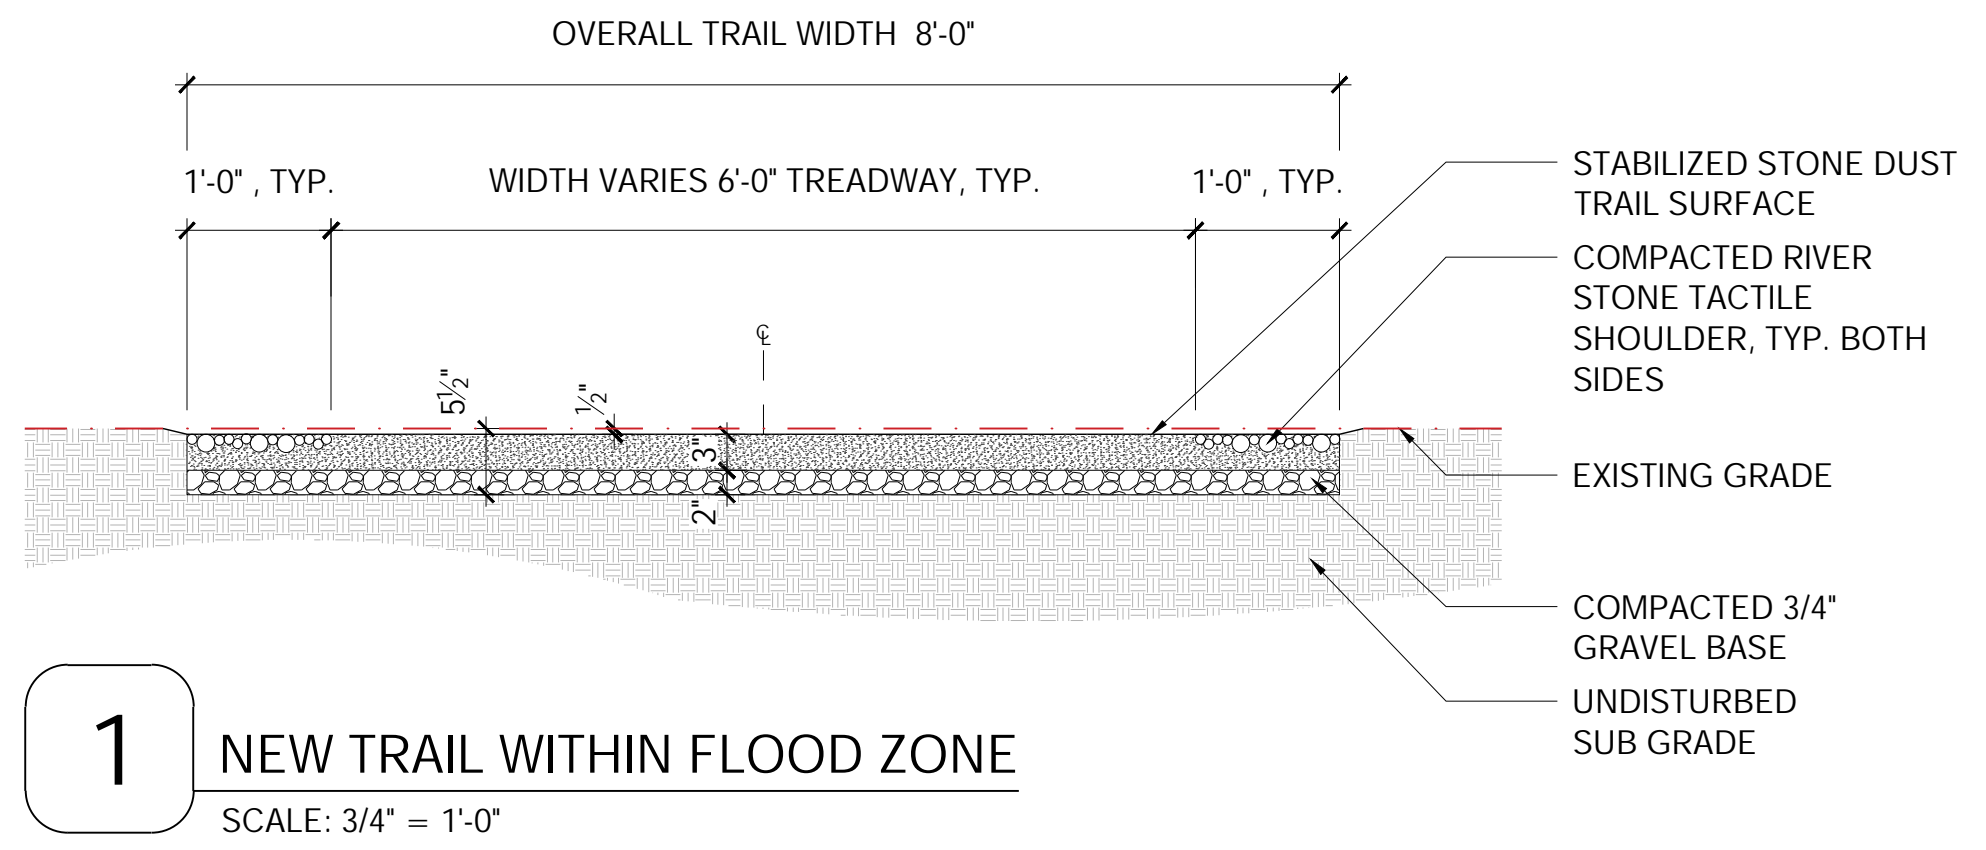 OVERALL TRAIL WIDTH 8'-0"
1'-0" , TYP.
WIDTH VARIES 6'-0" TREADWAY, TYP.
1'-0" , TYP.
STABILIZED STONE DUST
TRAIL SURFACE
COMPACTED RIVER
STONE TACTILE
SHOULDER, TYP. BOTH
SIDES
℄
5½"
½"
3"
2"
EXISTING GRADE
COMPACTED 3/4"
GRAVEL BASE
UNDISTURBED
SUB GRADE
1
NEW TRAIL WITHIN FLOOD ZONE
SCALE: 3/4" = 1'-0"